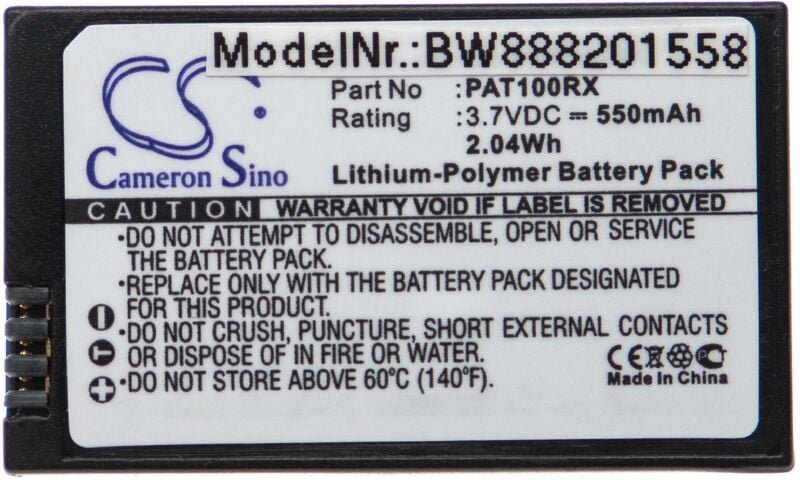 ModelNr.:BW888201558
CS
Cameron Sino
Part No :PAT100RX
Rating :3.7VDC ⎓ 550mAh
2.04Wh
Lithium-Polymer Battery Pack
CAUTION WARRANTY VOID IF LABEL IS REMOVED
•DO NOT ATTEMPT TO DISASSEMBLE, OPEN OR SERVICE
THE BATTERY PACK.
•REPLACE ONLY WITH THE BATTERY PACK DESIGNATED
FOR THIS PRODUCT.
•DO NOT CRUSH, PUNCTURE, SHORT EXTERNAL CONTACTS
OR DISPOSE OF IN FIRE OR WATER.
•DO NOT STORE ABOVE 60°C (140°F).
CE
Made in China